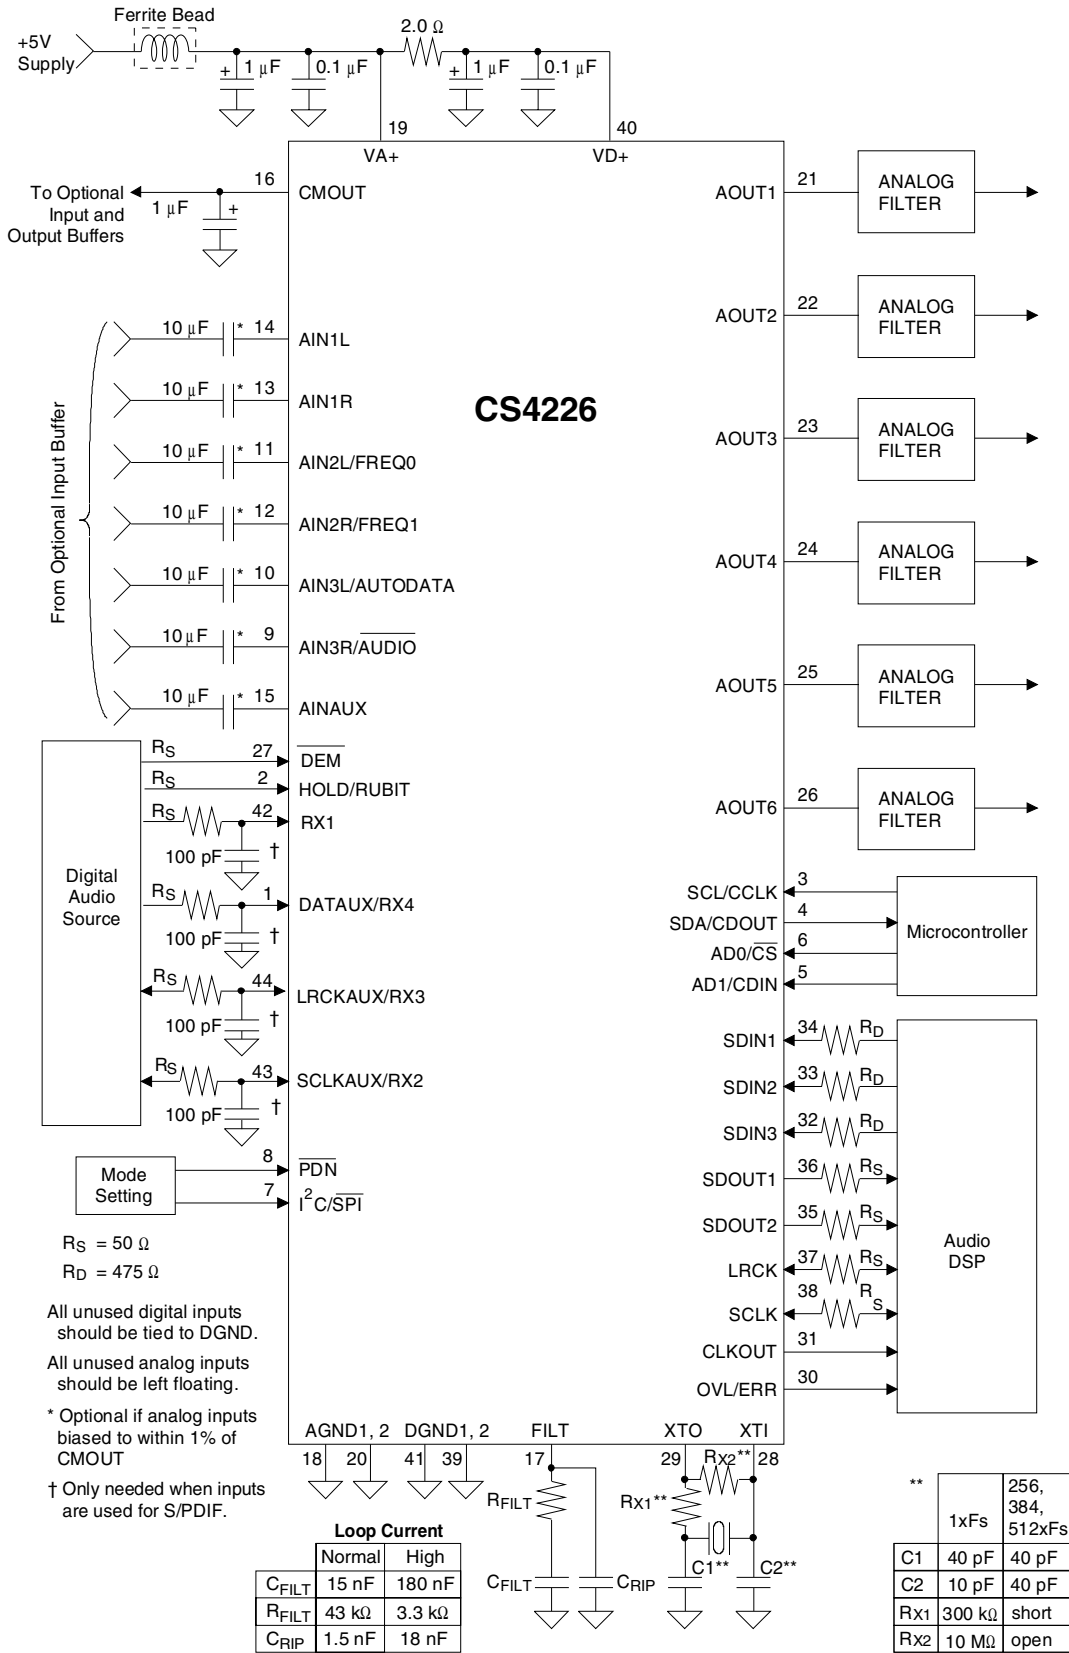 Ferrite Bead
+5V
Supply
2.0 Ω
+ 1 μF
0.1 μF
+ 1 μF
0.1 μF
19
40
VA+
VD+
To Optional
Input and
Output Buffers
1 μF
+
16
CMOUT
From Optional Input Buffer
10 μF * 14 AIN1L
10 μF * 13 AIN1R
10 μF * 11 AIN2L/FREQ0
10 μF * 12 AIN2R/FREQ1
10 μF * 10 AIN3L/AUTODATA
10 μF * 9 AIN3R/AUDIO
10 μF * 15 AINAUX
CS4226
AOUT1 21 ANALOG
FILTER
AOUT2 22 ANALOG
FILTER
AOUT3 23 ANALOG
FILTER
AOUT4 24 ANALOG
FILTER
AOUT5 25 ANALOG
FILTER
AOUT6 26 ANALOG
FILTER
Digital
Audio
Source
RS 27 DEM
RS 2 HOLD/RUBIT
RS 42 RX1
100 pF †
RS 1 DATAUX/RX4
100 pF †
RS 44 LRCKAUX/RX3
100 pF †
RS 43 SCLKAUX/RX2
100 pF †
Mode
Setting
8 PDN
7 I2C/SPI
SCL/CCLK 3
SDA/CDOUT 4
AD0/CS 6
AD1/CDIN 5
Microcontroller
SDIN1 34 RD
SDIN2 33 RD
SDIN3 32 RD
SDOUT1 36 RS
SDOUT2 35 RS
LRCK 37 RS
SCLK 38 RS
CLKOUT 31
OVL/ERR 30
Audio
DSP
RS = 50 Ω
RD = 475 Ω
All unused digital inputs
should be tied to DGND.
All unused analog inputs
should be left floating.
* Optional if analog inputs
biased to within 1% of
CMOUT
† Only needed when inputs
are used for S/PDIF.
AGND1, 2 DGND1, 2 FILT XTO XTI
18 20 41 39 17 29 28
RFILT
CFILT
CRIP
RX1**
RX2**
C1**
C2**
Loop Current
Normal High
CFILT 15 nF 180 nF
RFILT 43 kΩ 3.3 kΩ
CRIP 1.5 nF 18 nF
** 1xFs 256,
384,
512xFs
C1 40 pF 40 pF
C2 10 pF 40 pF
RX1 300 kΩ short
RX2 10 MΩ open